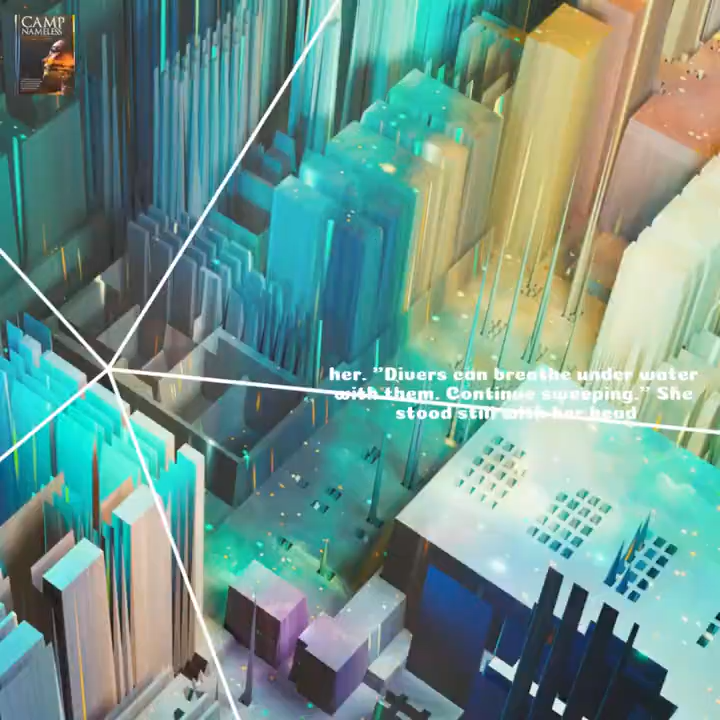 CAMP
NAMELESS
her. "Divers can breathe under water
with them. Continue sweeping." She
stood still with her head